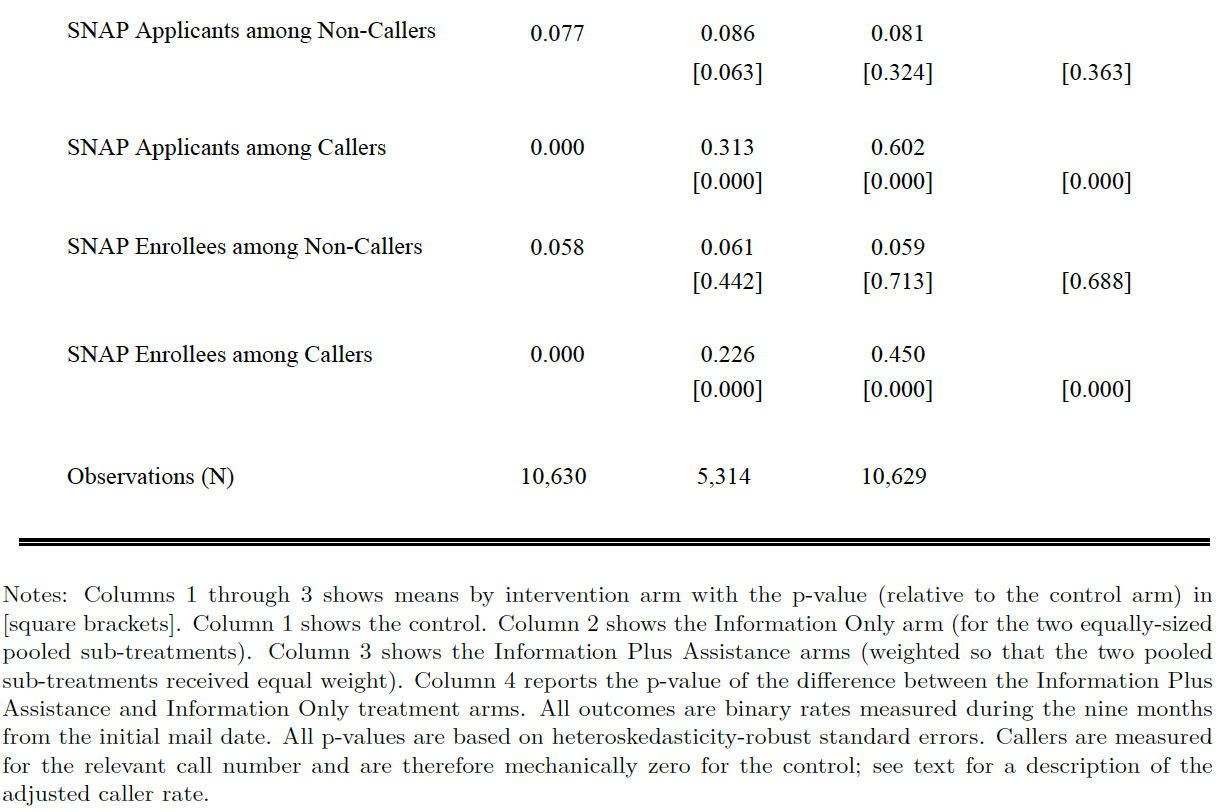 SNAP Applicants among Non-Callers 0.077 0.086 0.081
[0.063] [0.324] [0.363]
SNAP Applicants among Callers 0.000 0.313 0.602
[0.000] [0.000] [0.000]
SNAP Enrollees among Non-Callers 0.058 0.061 0.059
[0.442] [0.713] [0.688]
SNAP Enrollees among Callers 0.000 0.226 0.450
[0.000] [0.000] [0.000]
Observations (N) 10,630 5,314 10,629
Notes: Columns 1 through 3 shows means by intervention arm with the p-value (relative to the control arm) in
[square brackets]. Column 1 shows the control. Column 2 shows the Information Only arm (for the two equally-sized
pooled sub-treatments). Column 3 shows the Information Plus Assistance arms (weighted so that the two pooled
sub-treatments received equal weight). Column 4 reports the p-value of the difference between the Information Plus
Assistance and Information Only treatment arms. All outcomes are binary rates measured during the nine months
from the initial mail date. All p-values are based on heteroskedasticity-robust standard errors. Callers are measured
for the relevant call number and are therefore mechanically zero for the control; see text for a description of the
adjusted caller rate.